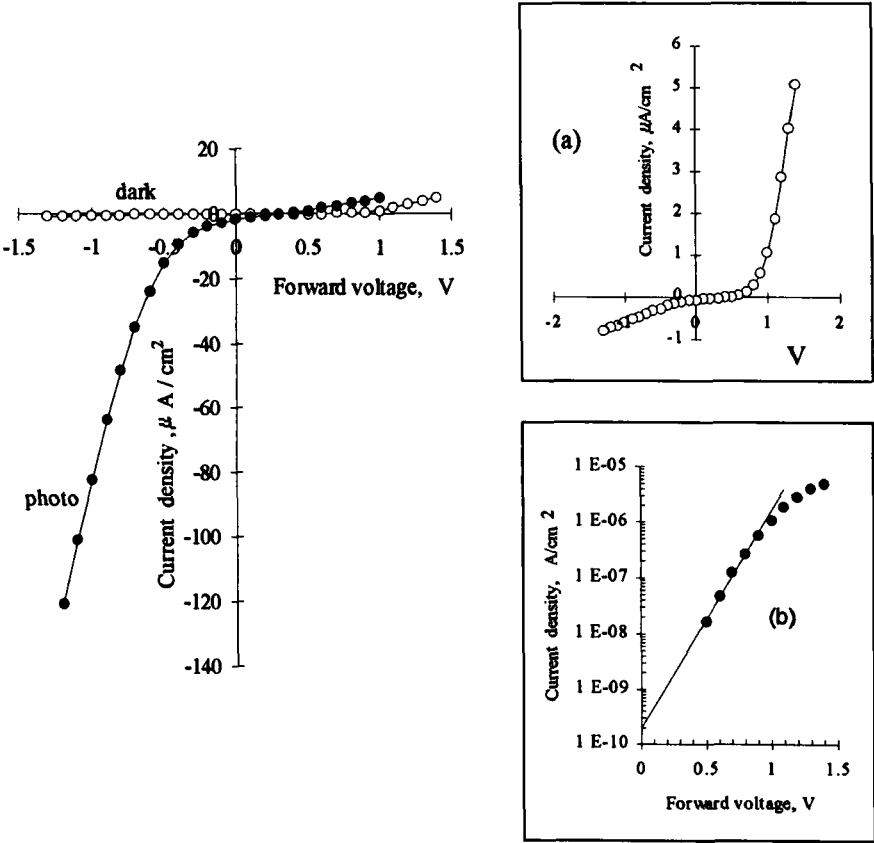 20
dark
0
-1.5
-1
-0.5
0
0.5
1
1.5
Forward voltage, V
-20
-40
-60
-80
-100
-120
-140
Current density, μ A / cm²
photo
(a)
6
5
4
3
2
1
0
-1
-2
-1
0
1
2
V
Current density, μA/cm 2
1 E-05
1 E-06
1 E-07
1 E-08
1 E-09
1 E-10
0
0.5
1
1.5
Current density, A/cm 2
(b)
Forward voltage, V